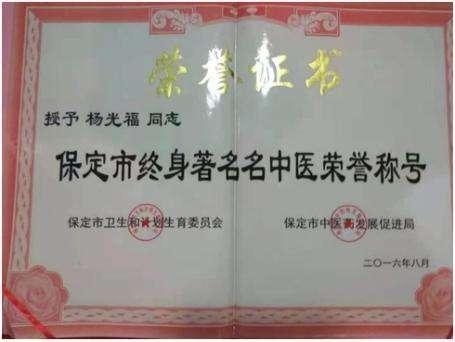 荣誉证书
授予 杨光福 同志
保定市终身著名名中医荣誉称号
保定市卫生和计划生育委员会 保定市中医药发展促进局
二〇一六年八月